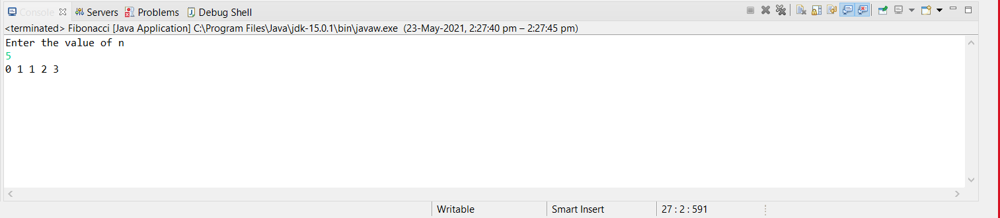 Console Servers Problems Debug Shell
<terminated> Fibonacci [Java Application] C:\Program Files\Java\jdk-15.0.1\bin\javaw.exe (23-May-2021, 2:27:40 pm – 2:27:45 pm)
Enter the value of n
5
0 1 1 2 3
Writable Smart Insert 27 : 2 : 591